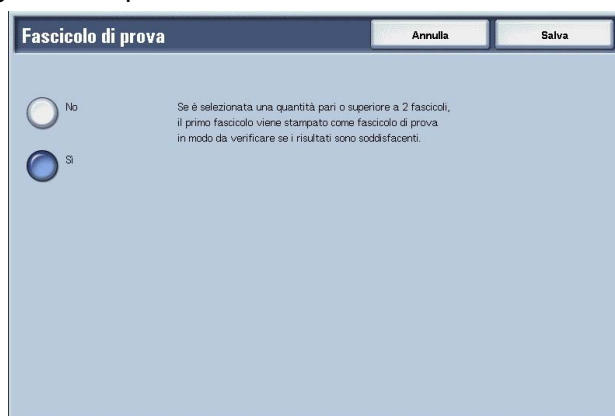 Fascicolo di prova
Annulla
Salva
No
Se è selezionata una quantità pari o superiore a 2 fascicoli,
il primo fascicolo viene stampato come fascicolo di prova
in modo da verificare se i risultati sono soddisfacenti.
Sì